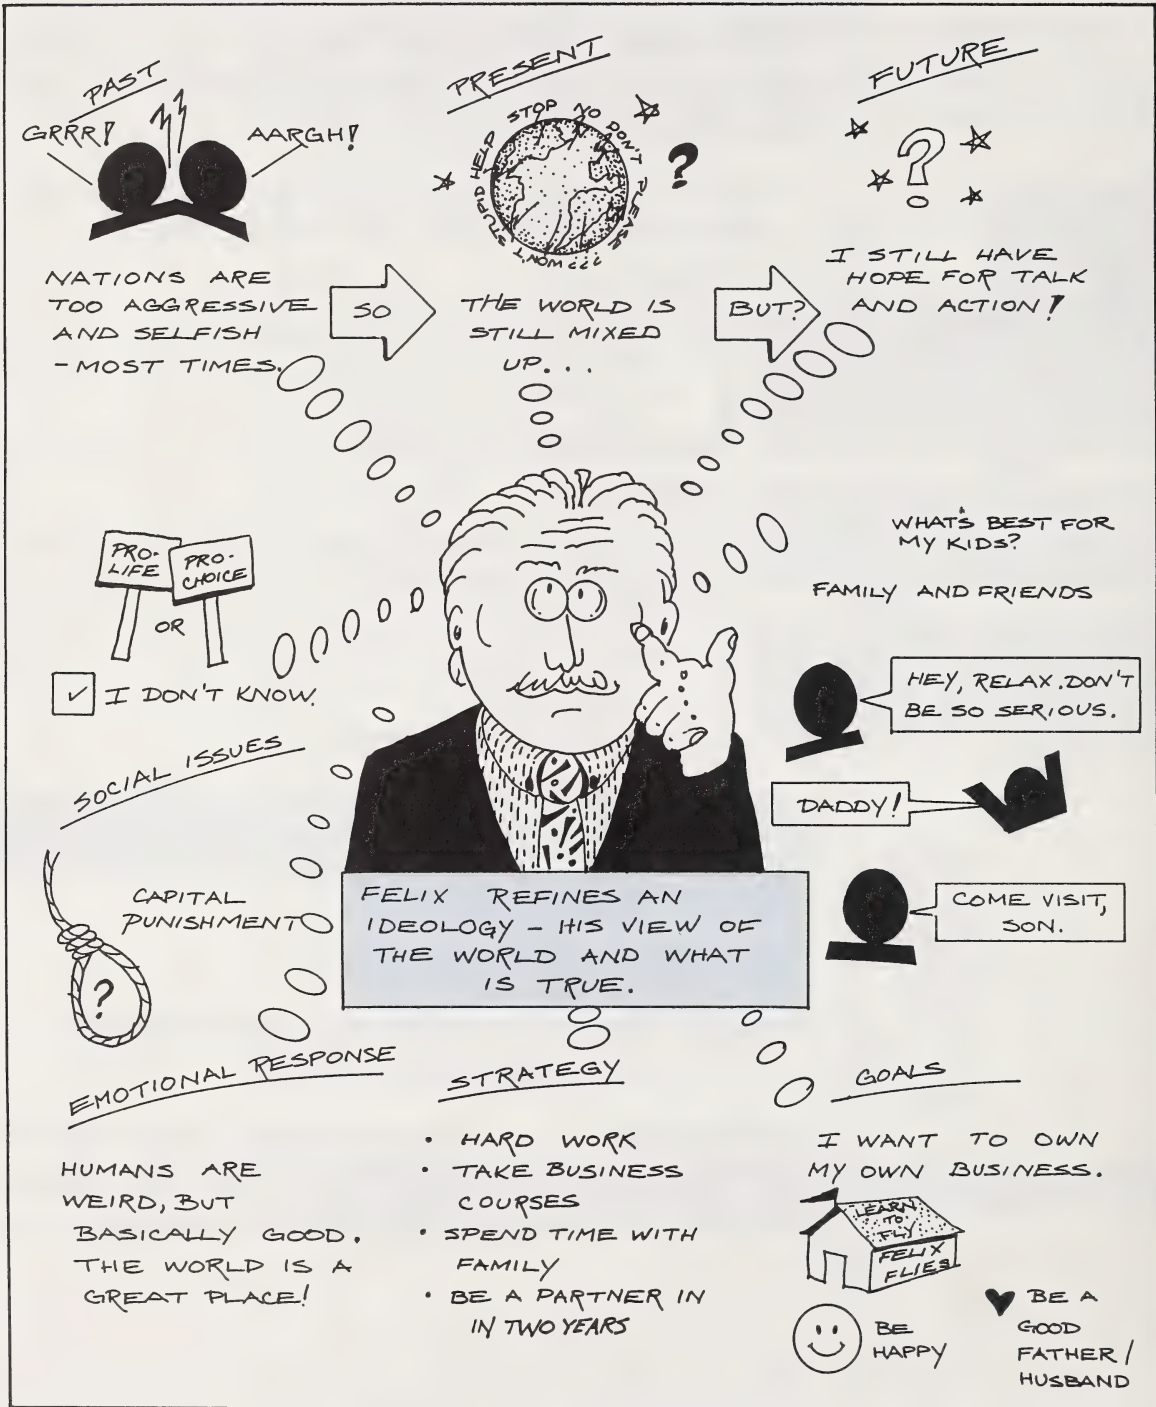 PAST
GRRR!
AARGH!
NATIONS ARE
TOO AGGRESSIVE
AND SELFISH
- MOST TIMES.
SO
PRESENT
STUPID HELP STOP NO DON'T PLEASE ??? WON'T
?
THE WORLD IS
STILL MIXED
UP...
BUT?
FUTURE
?
I STILL HAVE
HOPE FOR TALK
AND ACTION!
PRO-
LIFE
PRO-
CHOICE
OR
✓ I DON'T KNOW.
SOCIAL ISSUES
WHAT'S BEST FOR
MY KIDS?
FAMILY AND FRIENDS
HEY, RELAX. DON'T
BE SO SERIOUS.
DADDY!
COME VISIT,
SON.
CAPITAL
PUNISHMENT
?
FELIX REFINES AN
IDEOLOGY - HIS VIEW OF
THE WORLD AND WHAT
IS TRUE.
EMOTIONAL RESPONSE
HUMANS ARE
WEIRD, BUT
BASICALLY GOOD.
THE WORLD IS A
GREAT PLACE!
STRATEGY
• HARD WORK
• TAKE BUSINESS
COURSES
• SPEND TIME WITH
FAMILY
• BE A PARTNER IN
IN TWO YEARS
GOALS
I WANT TO OWN
MY OWN BUSINESS.
LEARN
TO
FLY
FELIX
FLIES
BE
HAPPY
BE A
GOOD
FATHER/
HUSBAND